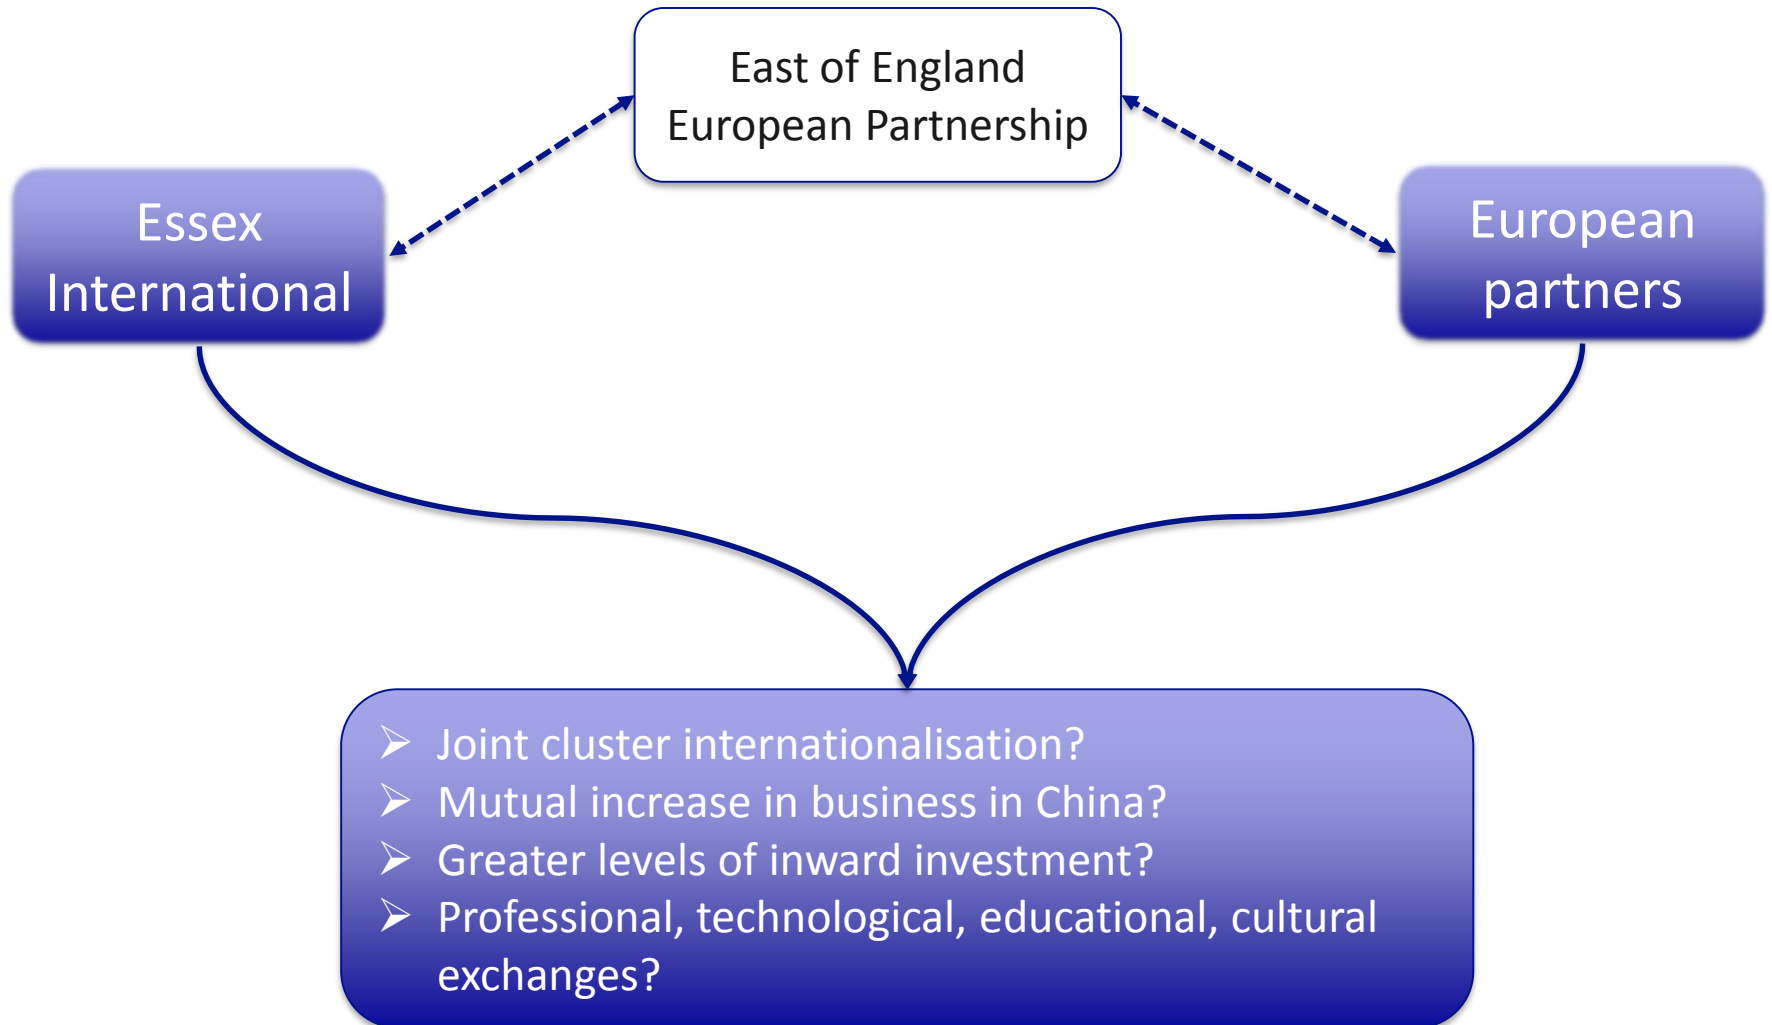 East of England
European Partnership
Essex
International
European
partners
➢ Joint cluster internationalisation?
➢ Mutual increase in business in China?
➢ Greater levels of inward investment?
➢ Professional, technological, educational, cultural
exchanges?